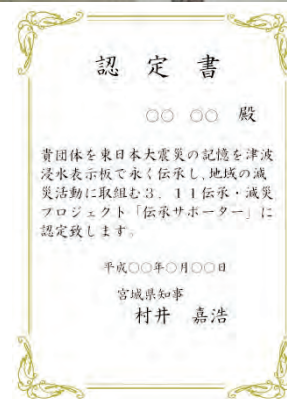 認 定 書
○○ ○○ 殿
貴団体を東日本大震災の記憶を津波
浸水表示板で永く伝承し、地域の減
災活動に取組む3．11伝承・減災
プロジェクト「伝承サポーター」に
認定致します。
平成○○年○月○○日
宮城県知事
村井 嘉浩